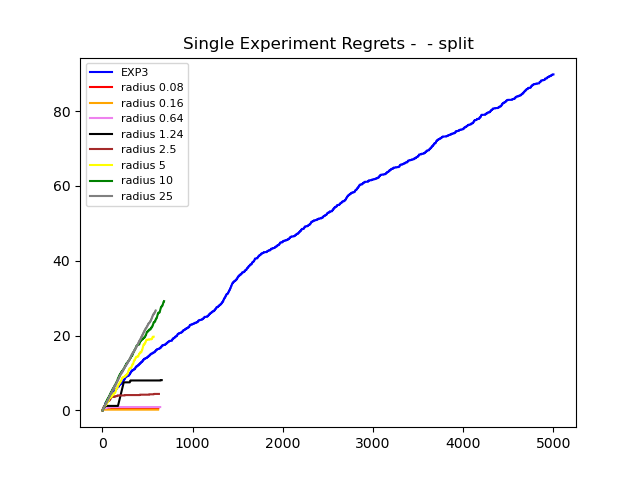 Single Experiment Regrets -  - split
EXP3
radius 0.08
radius 0.16
radius 0.64
radius 1.24
radius 2.5
radius 5
radius 10
radius 25
80
60
40
20
0
0 1000 2000 3000 4000 5000